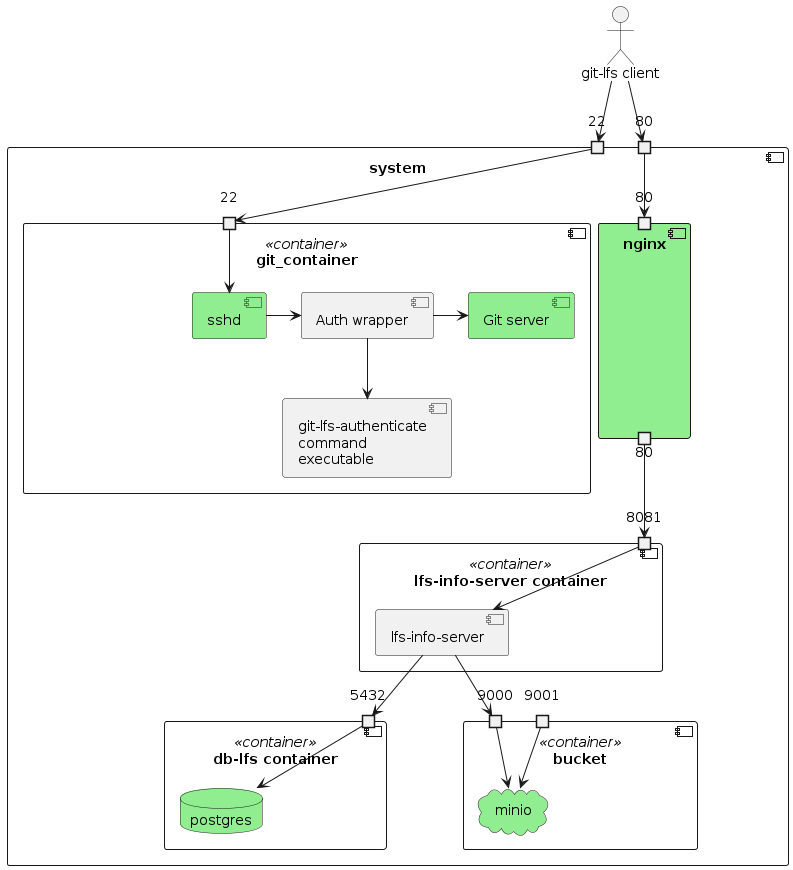 git-lfs client
22
80
system
22
80
«container»
git_container
nginx
sshd
Auth wrapper
Git server
git-lfs-authenticate
command
executable
80
8081
«container»
lfs-info-server container
lfs-info-server
5432
9000
9001
«container»
db-lfs container
«container»
bucket
postgres
minio